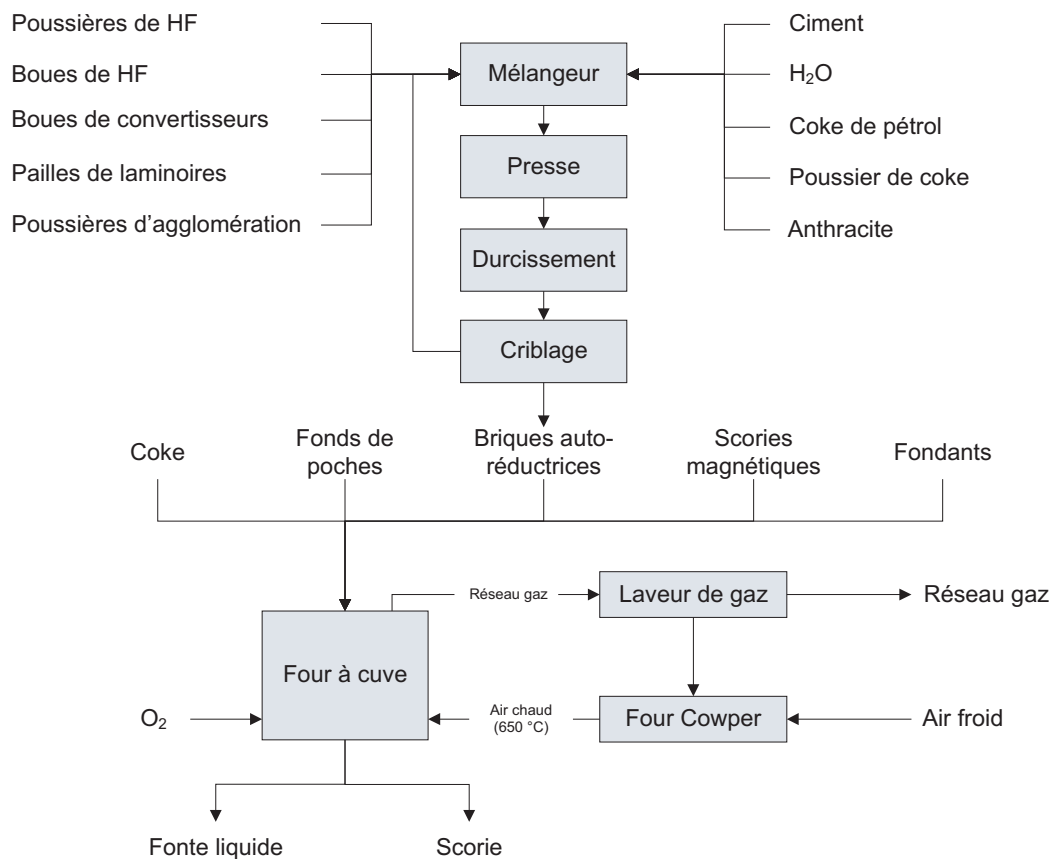 Poussières de HF
Boues de HF
Boues de convertisseurs
Pailles de laminoires
Poussières d'agglomération
Mélangeur
Presse
Durcissement
Criblage
Ciment
H₂O
Coke de pétrol
Poussier de coke
Anthracite
Coke
Fonds de
poches
Briques auto-
réductrices
Scories
magnétiques
Fondants
Réseau gaz
Laveur de gaz
Réseau gaz
Four à cuve
O₂
Air chaud
(650 °C)
Four Cowper
Air froid
Fonte liquide
Scorie